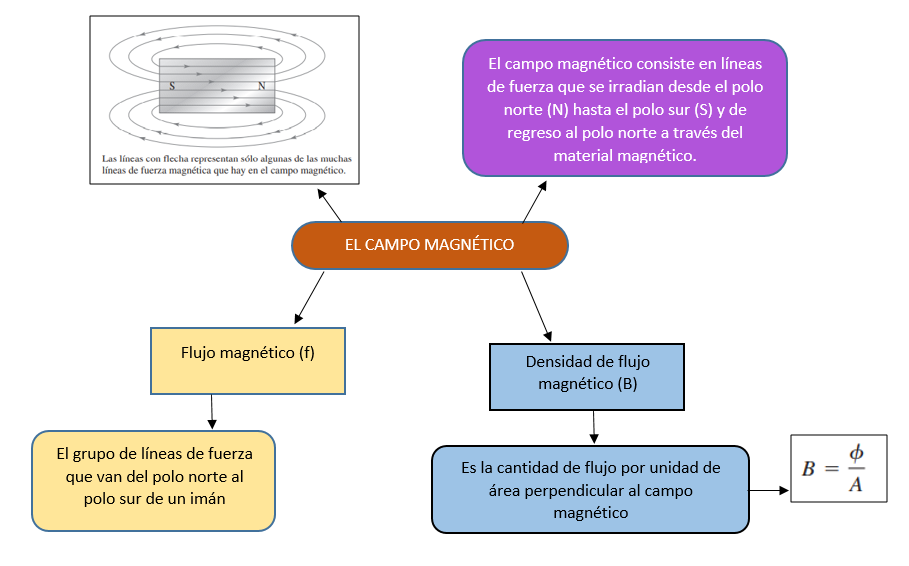 S N
Las líneas con flecha representan sólo algunas de las muchas
líneas de fuerza magnética que hay en el campo magnético.
El campo magnético consiste en líneas
de fuerza que se irradian desde el polo
norte (N) hasta el polo sur (S) y de
regreso al polo norte a través del
material magnético.
EL CAMPO MAGNÉTICO
Flujo magnético (f)
Densidad de flujo
magnético (B)
El grupo de líneas de fuerza
que van del polo norte al
polo sur de un imán
Es la cantidad de flujo por unidad de
área perpendicular al campo
magnético
B = ϕ/A